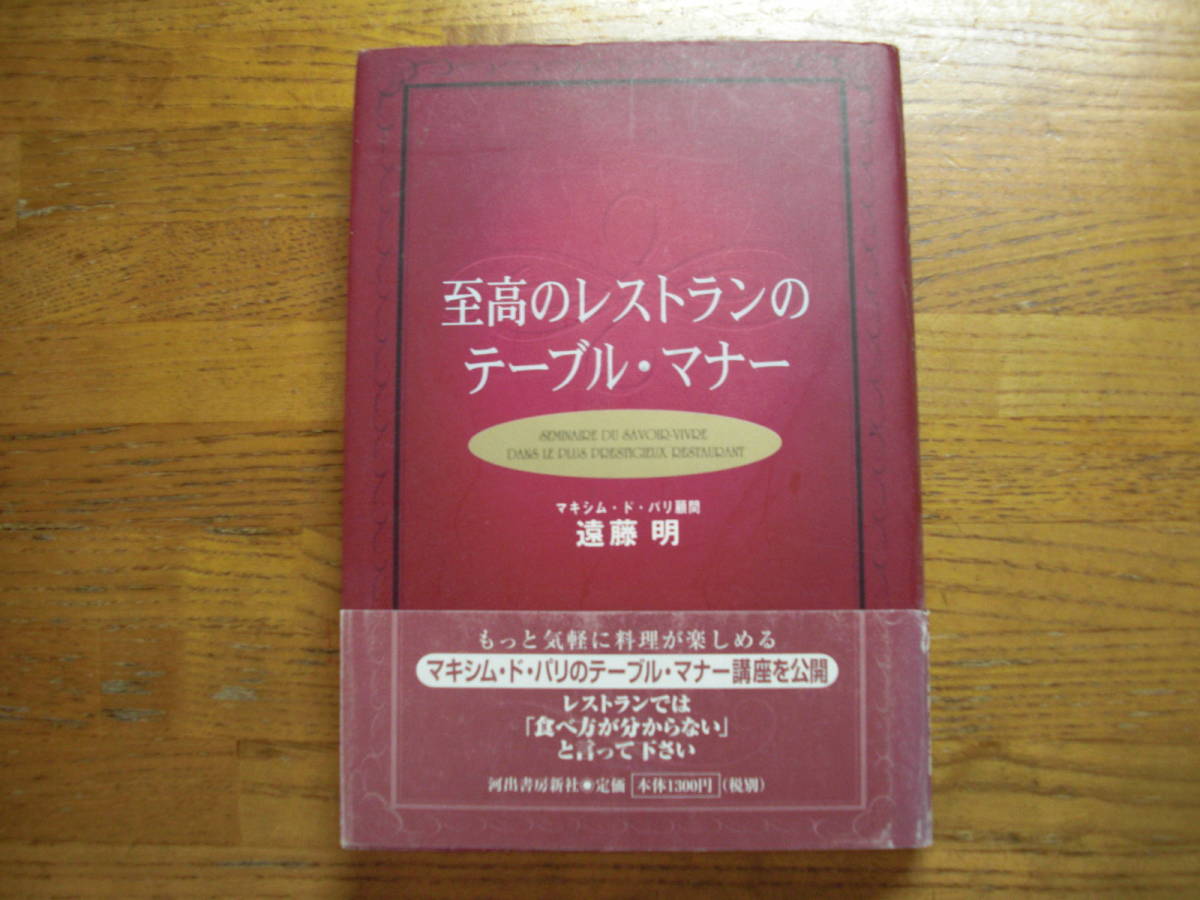 至高のレストランの
テーブル・マナー
SEMINAIRE DU SAVOIR-VIVRE
DANS LE PLUS PRESTIGIEUX RESTAURANT
マキシム・ド・パリ顧問
遠藤 明
もっと気軽に料理が楽しめる
マキシム・ド・パリのテーブル・マナー講座を公開
レストランでは
「食べ方が分からない」
と言って下さい
河出書房新社●定価 本体1300円(税別)